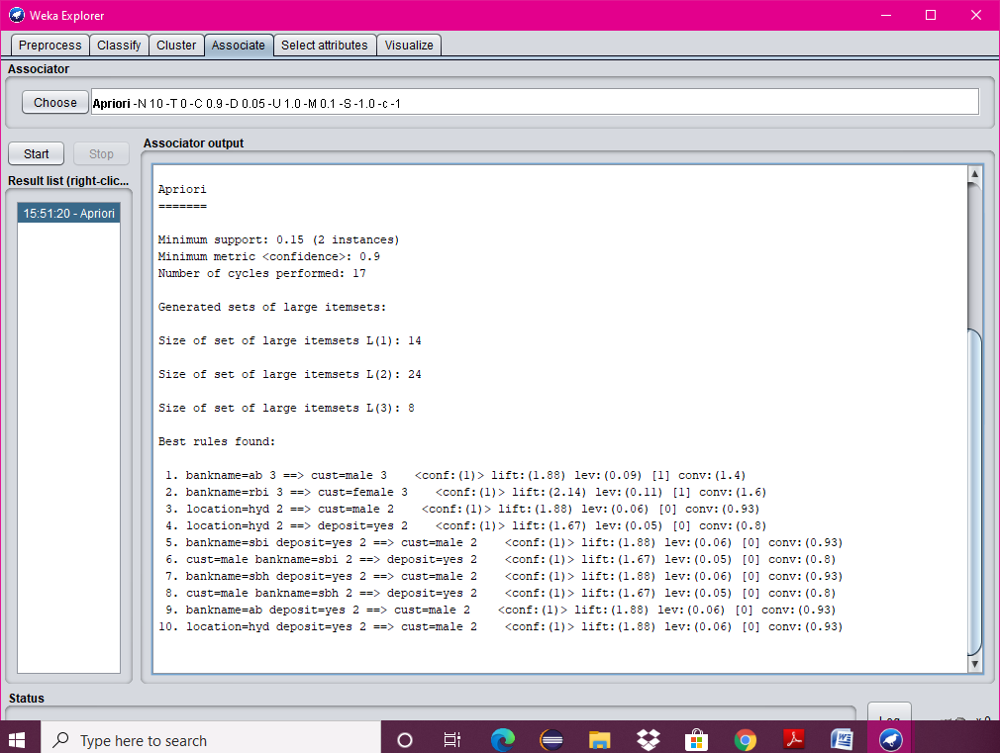 Weka Explorer
Preprocess Classify Cluster Associate Select attributes Visualize
Associator
Choose Apriori -N 10 -T 0 -C 0.9 -D 0.05 -U 1.0 -M 0.1 -S -1.0 -c -1
Start Stop
Associator output
Result list (right-clic...
15:51:20 - Apriori
Apriori
=======
Minimum support: 0.15 (2 instances)
Minimum metric <confidence>: 0.9
Number of cycles performed: 17
Generated sets of large itemsets:
Size of set of large itemsets L(1): 14
Size of set of large itemsets L(2): 24
Size of set of large itemsets L(3): 8
Best rules found:
1. bankname=ab 3 ==> cust=male 3 <conf:(1)> lift:(1.88) lev:(0.09) [1] conv:(1.4)
2. bankname=rbi 3 ==> cust=female 3 <conf:(1)> lift:(2.14) lev:(0.11) [1] conv:(1.6)
3. location=hyd 2 ==> cust=male 2 <conf:(1)> lift:(1.88) lev:(0.06) [0] conv:(0.93)
4. location=hyd 2 ==> deposit=yes 2 <conf:(1)> lift:(1.67) lev:(0.05) [0] conv:(0.8)
5. bankname=sbi deposit=yes 2 ==> cust=male 2 <conf:(1)> lift:(1.88) lev:(0.06) [0] conv:(0.93)
6. cust=male bankname=sbi 2 ==> deposit=yes 2 <conf:(1)> lift:(1.67) lev:(0.05) [0] conv:(0.8)
7. bankname=sbh deposit=yes 2 ==> cust=male 2 <conf:(1)> lift:(1.88) lev:(0.06) [0] conv:(0.93)
8. cust=male bankname=sbh 2 ==> deposit=yes 2 <conf:(1)> lift:(1.67) lev:(0.05) [0] conv:(0.8)
9. bankname=ab deposit=yes 2 ==> cust=male 2 <conf:(1)> lift:(1.88) lev:(0.06) [0] conv:(0.93)
10. location=hyd deposit=yes 2 ==> cust=male 2 <conf:(1)> lift:(1.88) lev:(0.06) [0] conv:(0.93)
Status
Type here to search